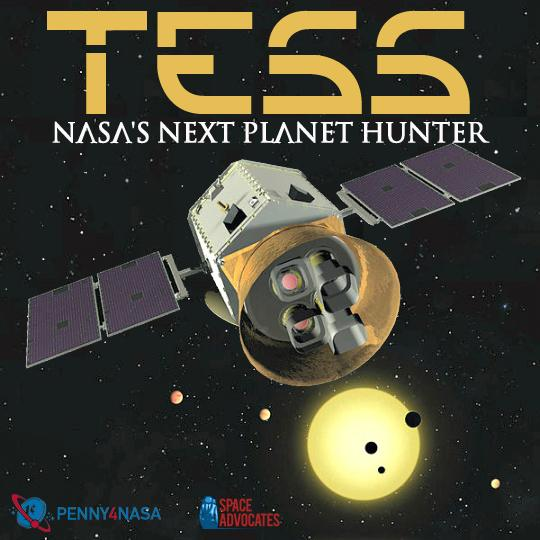 TESS
NASA'S NEXT PLANET HUNTER
PENNY4NASA
SPACE
ADVOCATES